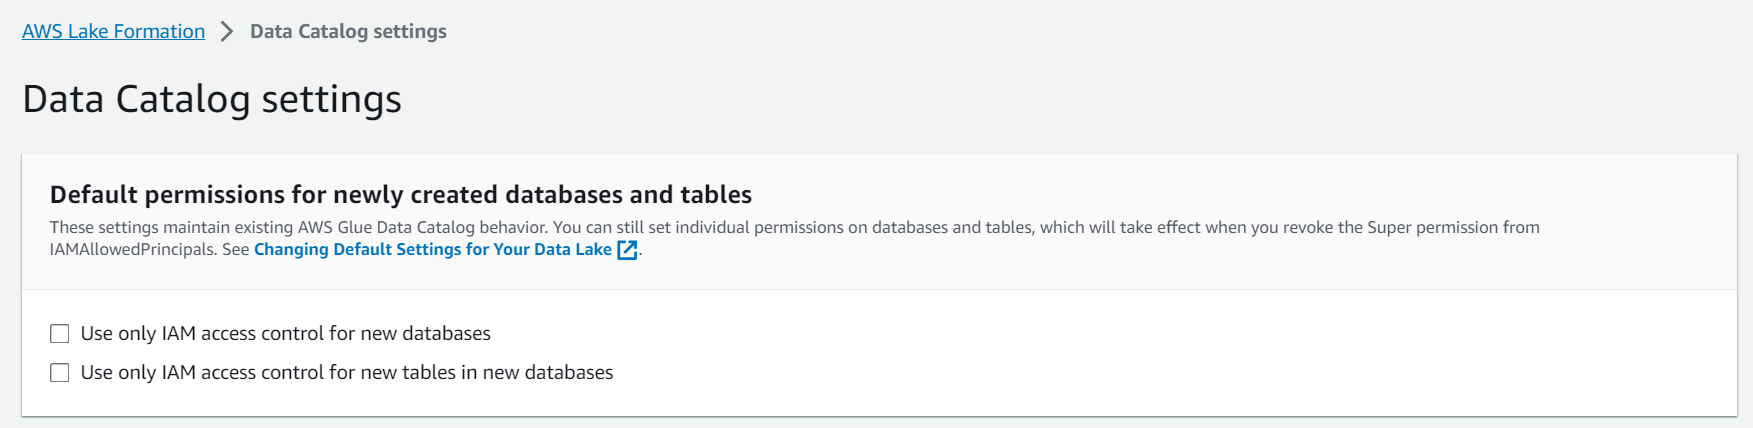 AWS Lake Formation > Data Catalog settings
Data Catalog settings
Default permissions for newly created databases and tables
These settings maintain existing AWS Glue Data Catalog behavior. You can still set individual permissions on databases and tables, which will take effect when you revoke the Super permission from
IAMAllowedPrincipals. See Changing Default Settings for Your Data Lake.
Use only IAM access control for new databases
Use only IAM access control for new tables in new databases